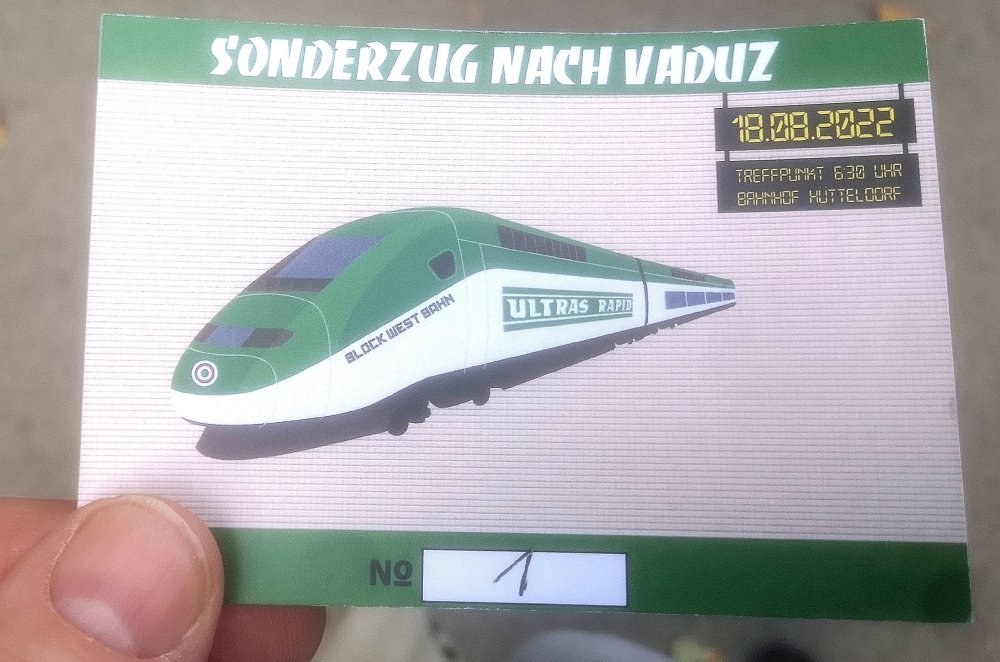 SONDERZUG NACH VADUZ
18.08.2022
TREFFPUNKT 6:30 UHR
BAHNHOF HÜTTELDORF
ULTRAS RAPID
BLOCK WEST BAHN
Nº 1